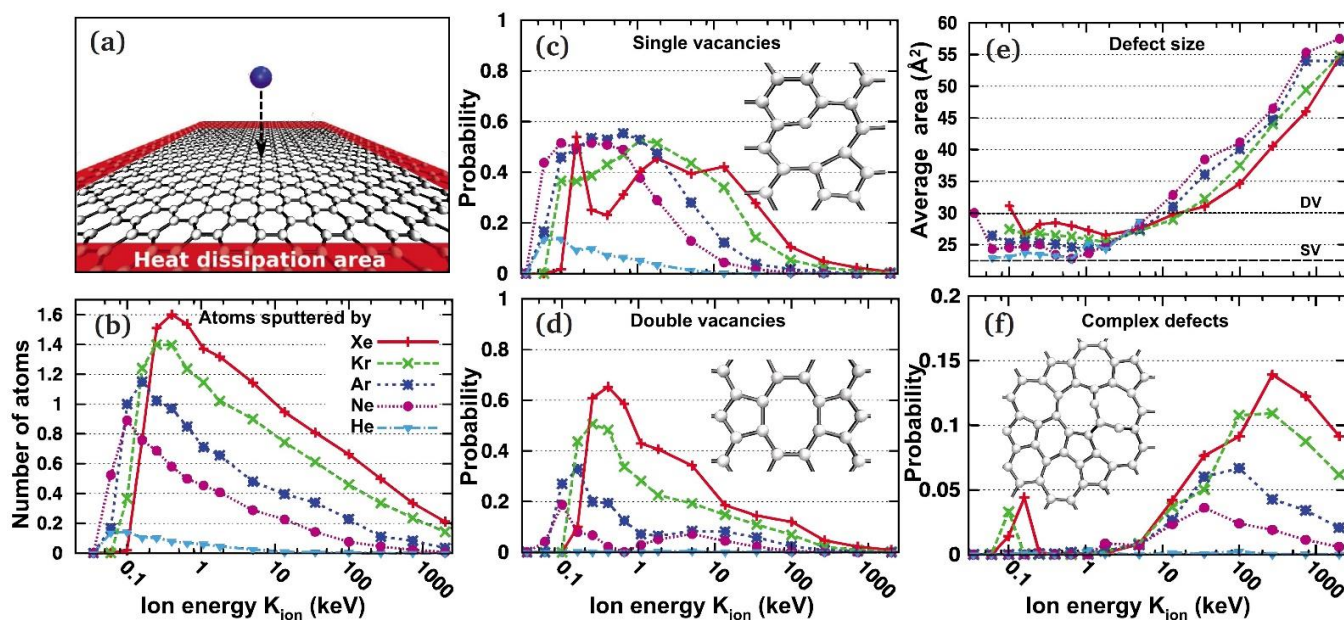 (a)
Heat dissipation area
(b)
Atoms sputtered by
Xe
Kr
Ar
Ne
He
Number of atoms
1.6
1.4
1.2
1
0.8
0.6
0.4
0.2
0
0.1
1
10
100
1000
Ion energy Kion (keV)
(c)
Single vacancies
Probability
1
0.8
0.6
0.4
0.2
0
(d)
Double vacancies
Probability
1
0.8
0.6
0.4
0.2
0
0.1
1
10
100
1000
Ion energy Kion (keV)
(e)
Defect size
Average area (Å2)
60
55
50
45
40
35
30
25
20
DV
SV
(f)
Complex defects
Probability
0.2
0.15
0.1
0.05
0
0.1
1
10
100
1000
Ion energy Kion (keV)